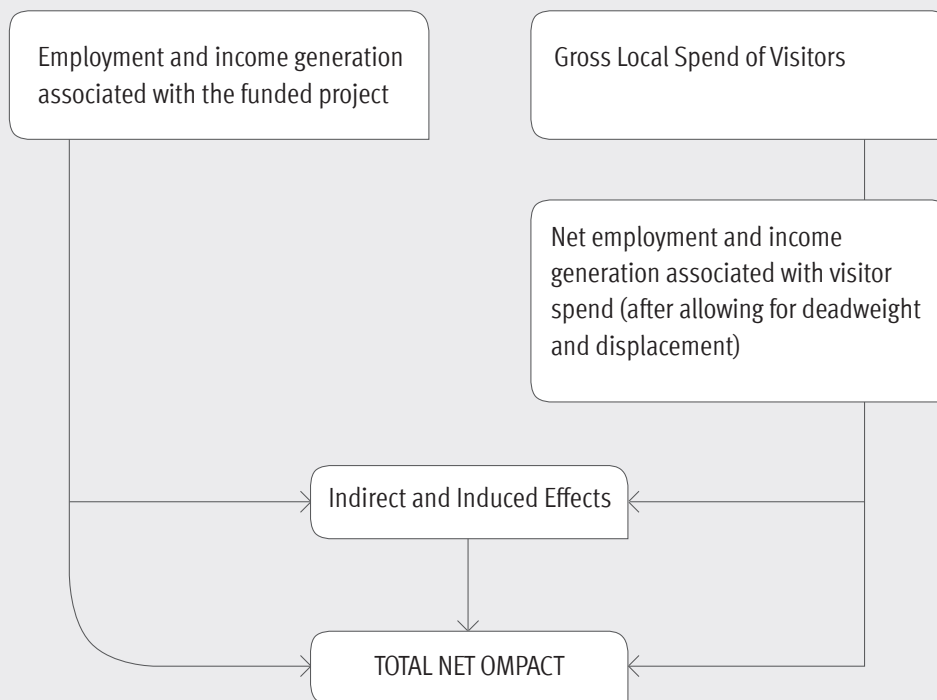 Employment and income generation
associated with the funded project
Gross Local Spend of Visitors
Net employment and income
generation associated with visitor
spend (after allowing for deadweight
and displacement)
Indirect and Induced Effects
TOTAL NET OMPACT